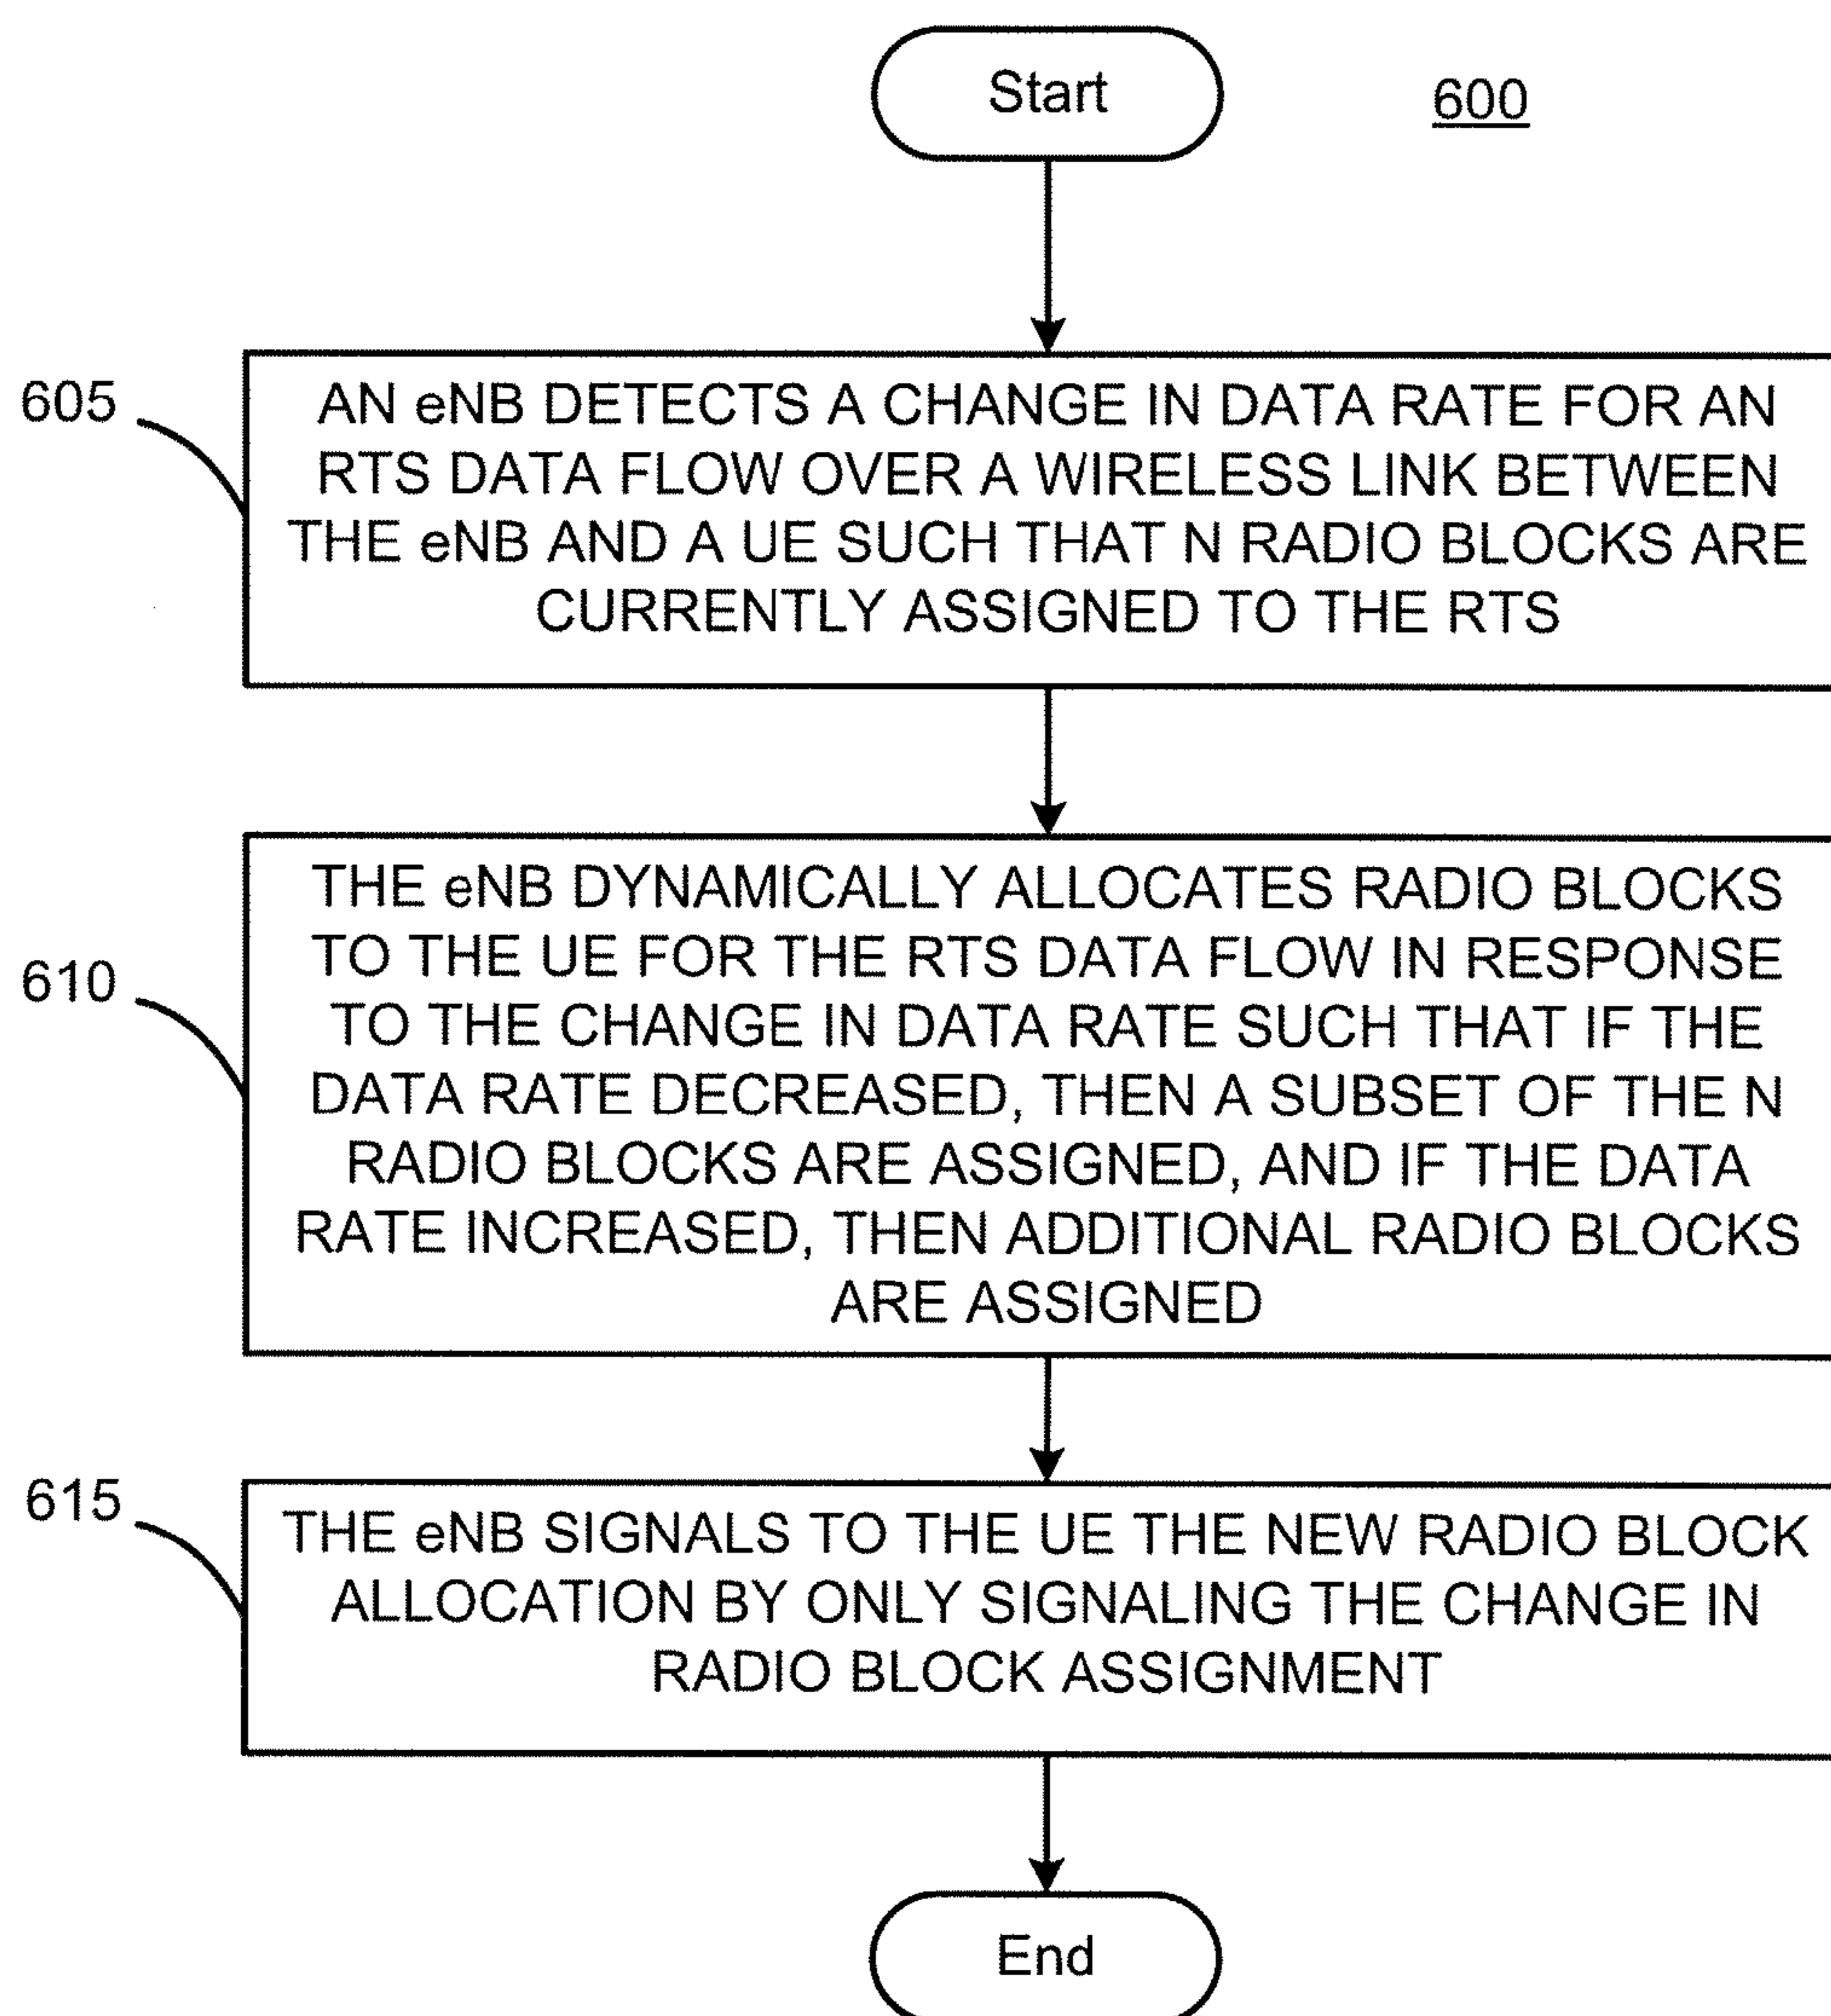 Start
600
605
AN eNB DETECTS A CHANGE IN DATA RATE FOR AN
RTS DATA FLOW OVER A WIRELESS LINK BETWEEN
THE eNB AND A UE SUCH THAT N RADIO BLOCKS ARE
CURRENTLY ASSIGNED TO THE RTS
610
THE eNB DYNAMICALLY ALLOCATES RADIO BLOCKS
TO THE UE FOR THE RTS DATA FLOW IN RESPONSE
TO THE CHANGE IN DATA RATE SUCH THAT IF THE
DATA RATE DECREASED, THEN A SUBSET OF THE N
RADIO BLOCKS ARE ASSIGNED, AND IF THE DATA
RATE INCREASED, THEN ADDITIONAL RADIO BLOCKS
ARE ASSIGNED
615
THE eNB SIGNALS TO THE UE THE NEW RADIO BLOCK
ALLOCATION BY ONLY SIGNALING THE CHANGE IN
RADIO BLOCK ASSIGNMENT
End